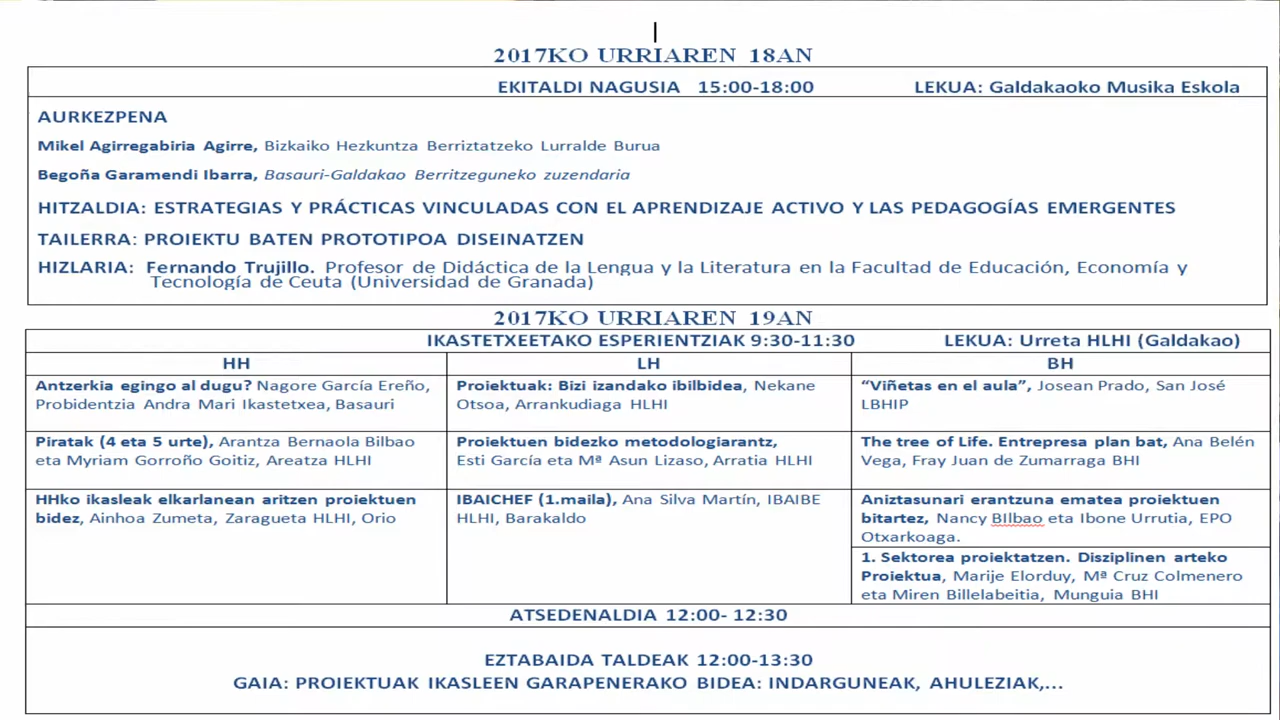 2017KO URRIAREN 18AN
EKITALDI NAGUSIA 15:00-18:00 LEKUA: Galdakaoko Musika Eskola
AURKEZPENA
Mikel Agirregabiria Agirre, Bizkaiko Hezkuntza Berriztatzeko Lurralde Burua
Begoña Garamendi Ibarra, Basauri-Galdakao Berritzeguneko zuzendaria
HITZALDIA: ESTRATEGIAS Y PRÁCTICAS VINCULADAS CON EL APRENDIZAJE ACTIVO Y LAS PEDAGOGÍAS EMERGENTES
TAILERRA: PROIEKTU BATEN PROTOTIPOA DISEINATZEN
HIZLARIA: Fernando Trujillo. Profesor de Didáctica de la Lengua y la Literatura en la Facultad de Educación, Economía y
Tecnología de Ceuta (Universidad de Granada)
2017KO URRIAREN 19AN
IKASTETXEETAKO ESPERIENTZIAK 9:30-11:30 LEKUA: Urreta HLHI (Galdakao)
HH
LH
BH
Antzerkia egingo al dugu? Nagore García Ereño,
Probidentzia Andra Mari Ikastetxea, Basauri
Proiektuak: Bizi izandako ibilbidea, Nekane
Otsoa, Arrankudiaga HLHI
“Viñetas en el aula”, Josean Prado, San José
LBHIP
Piratak (4 eta 5 urte), Arantza Bernaola Bilbao
eta Myriam Gorroño Goitiz, Areatza HLHI
Proiektuen bidezko metodologiarantz,
Esti García eta Mª Asun Lizaso, Arratia HLHI
The tree of Life. Entrepresa plan bat, Ana Belén
Vega, Fray Juan de Zumarraga BHI
HHko ikasleak elkarlanean aritzen proiektuen
bidez, Ainhoa Zumeta, Zaragueta HLHI, Orio
IBAICHEF (1.maila), Ana Silva Martín, IBAIBE
HLHI, Barakaldo
Aniztasunari erantzuna ematea proiektuen
bitartez, Nancy BIlbao eta Ibone Urrutia, EPO
Otxarkoaga.
1. Sektorea proiektatzen. Disziplinen arteko
Proiektua, Marije Elorduy, Mª Cruz Colmenero
eta Miren Billelabeitia, Munguia BHI
ATSEDENALDIA 12:00- 12:30
EZTABAIDA TALDEAK 12:00-13:30
GAIA: PROIEKTUAK IKASLEEN GARAPENERAKO BIDEA: INDARGUNEAK, AHULEZIAK,...